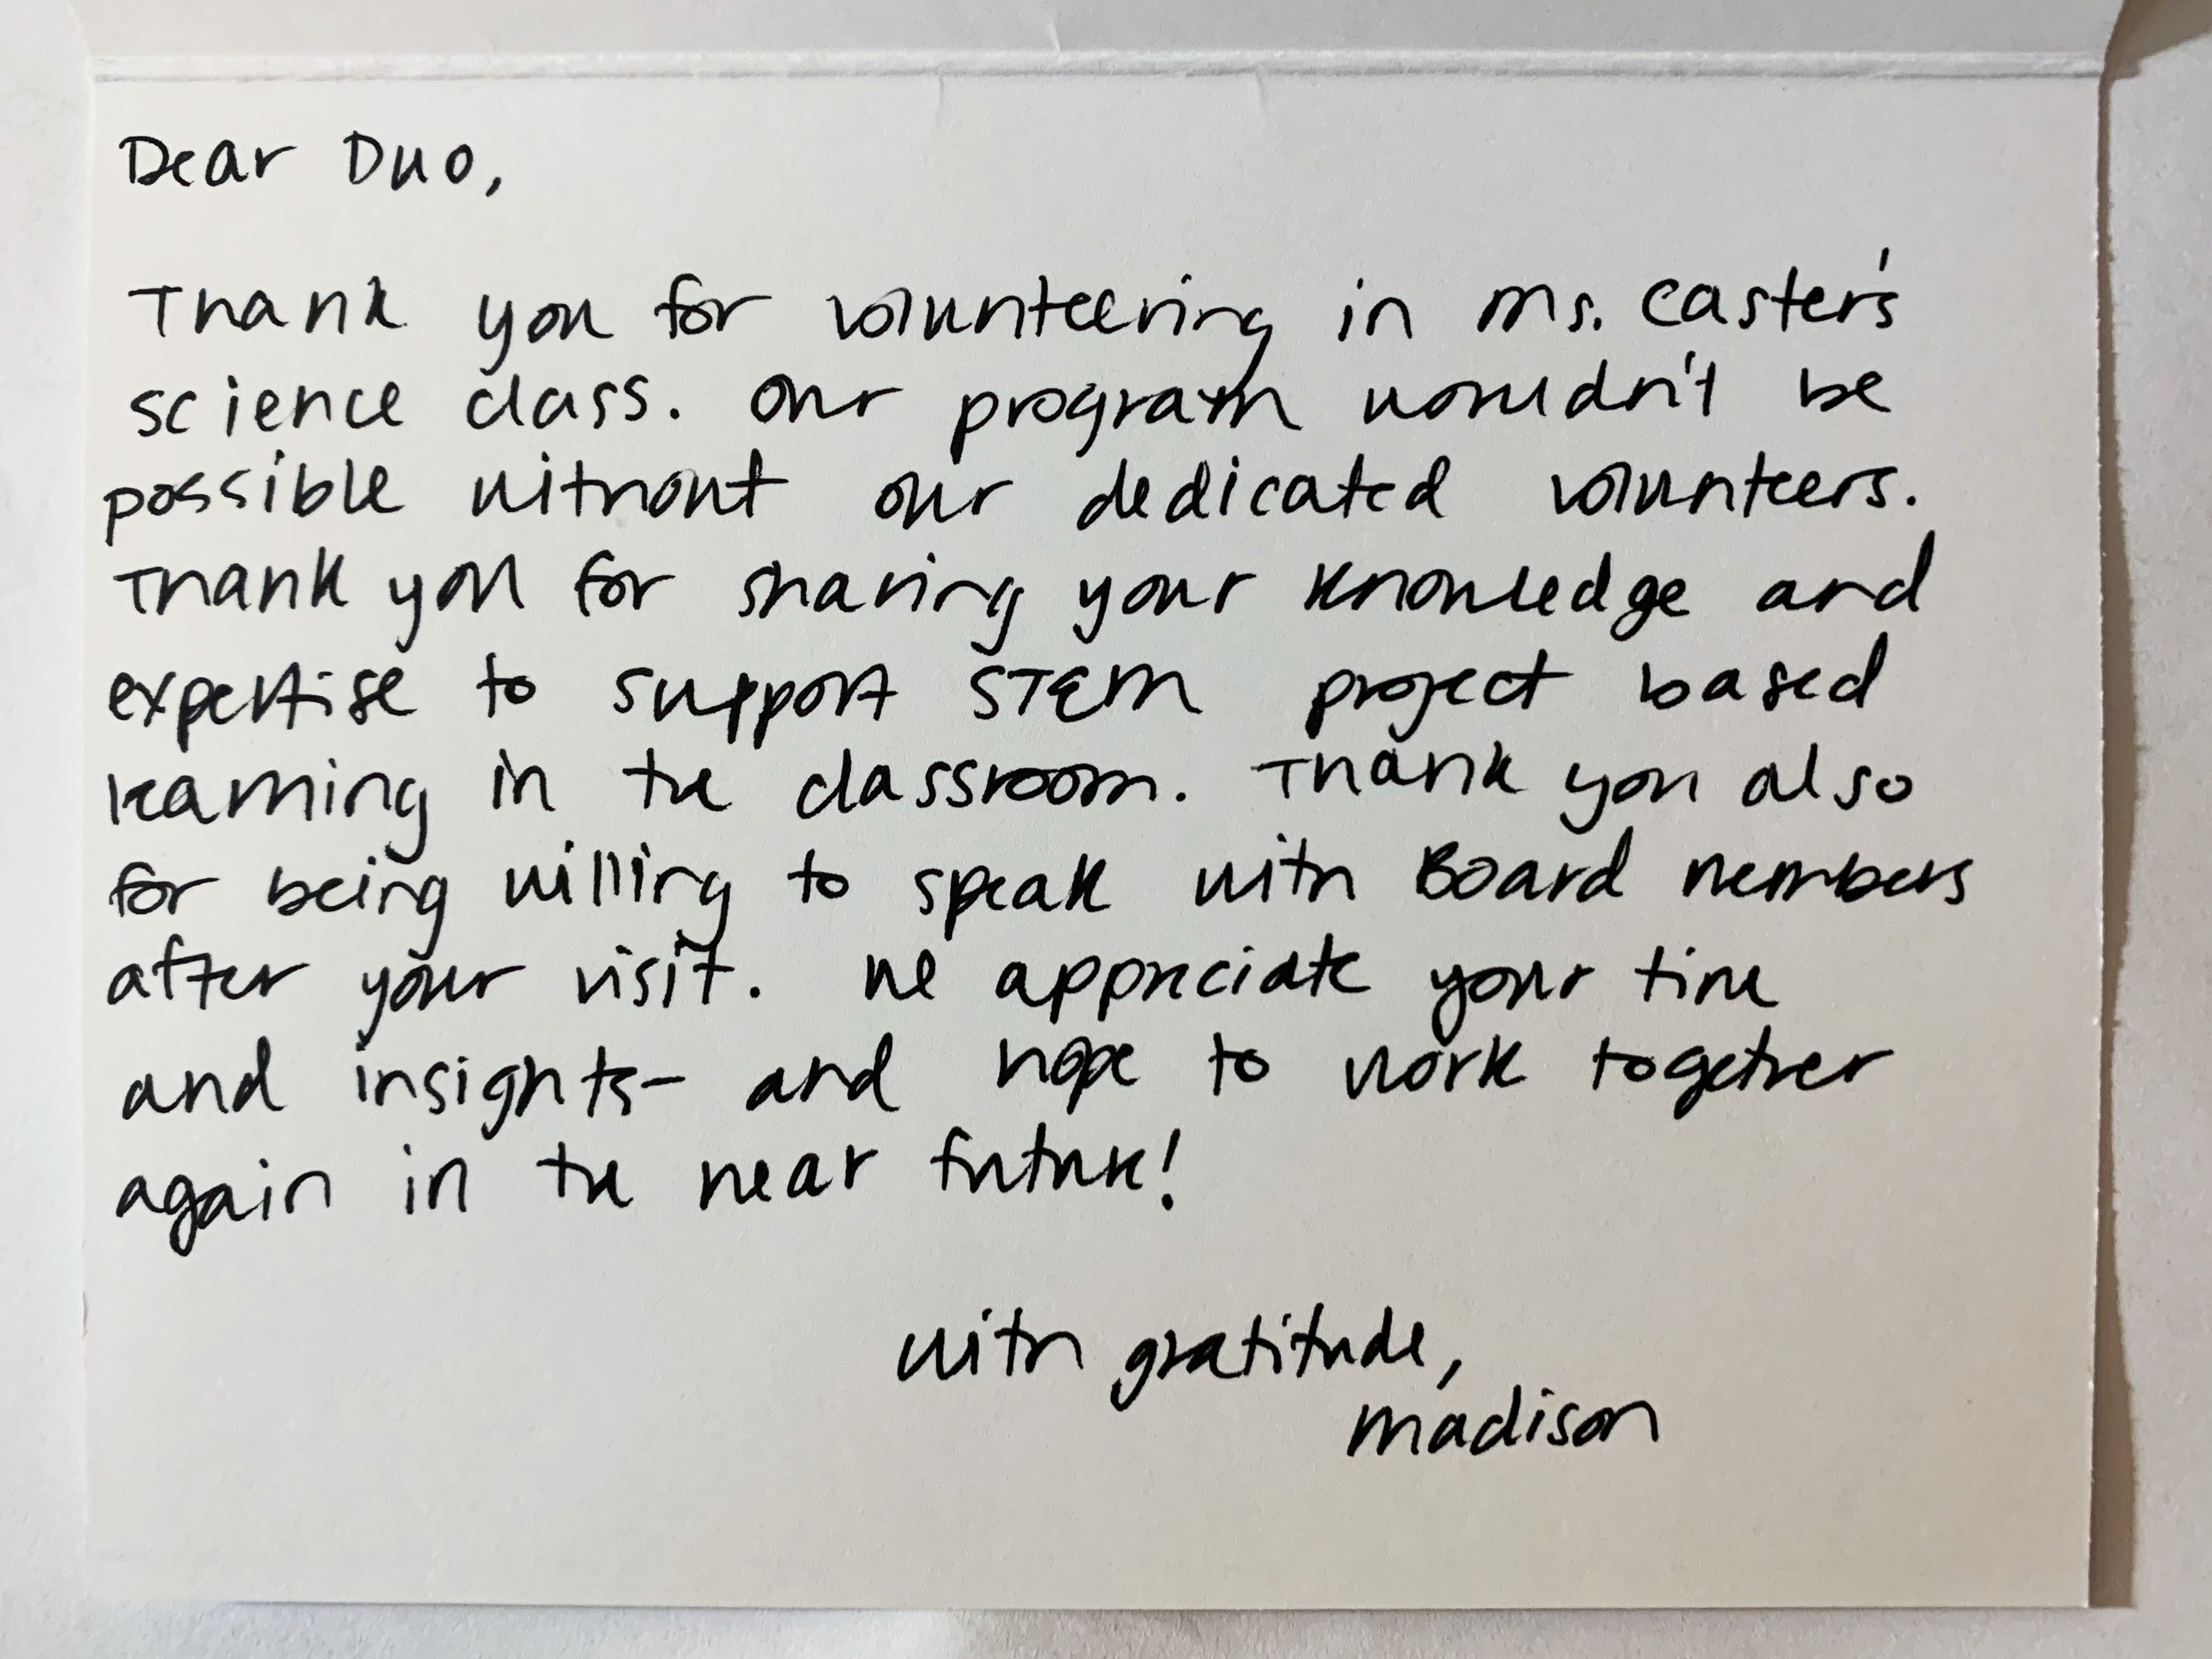 Dear Duo,
Thank you for volunteering in Ms. Caster's
science class. Our program wouldn't be
possible without our dedicated volunteers.
Thank you for sharing your knowledge and
expertise to support STEM project based
learning in the classroom. Thank you also
for being willing to speak with Board members
after your visit. We appreciate your time
and insights- and hope to work together
again in the near future!
With gratitude,
Madison